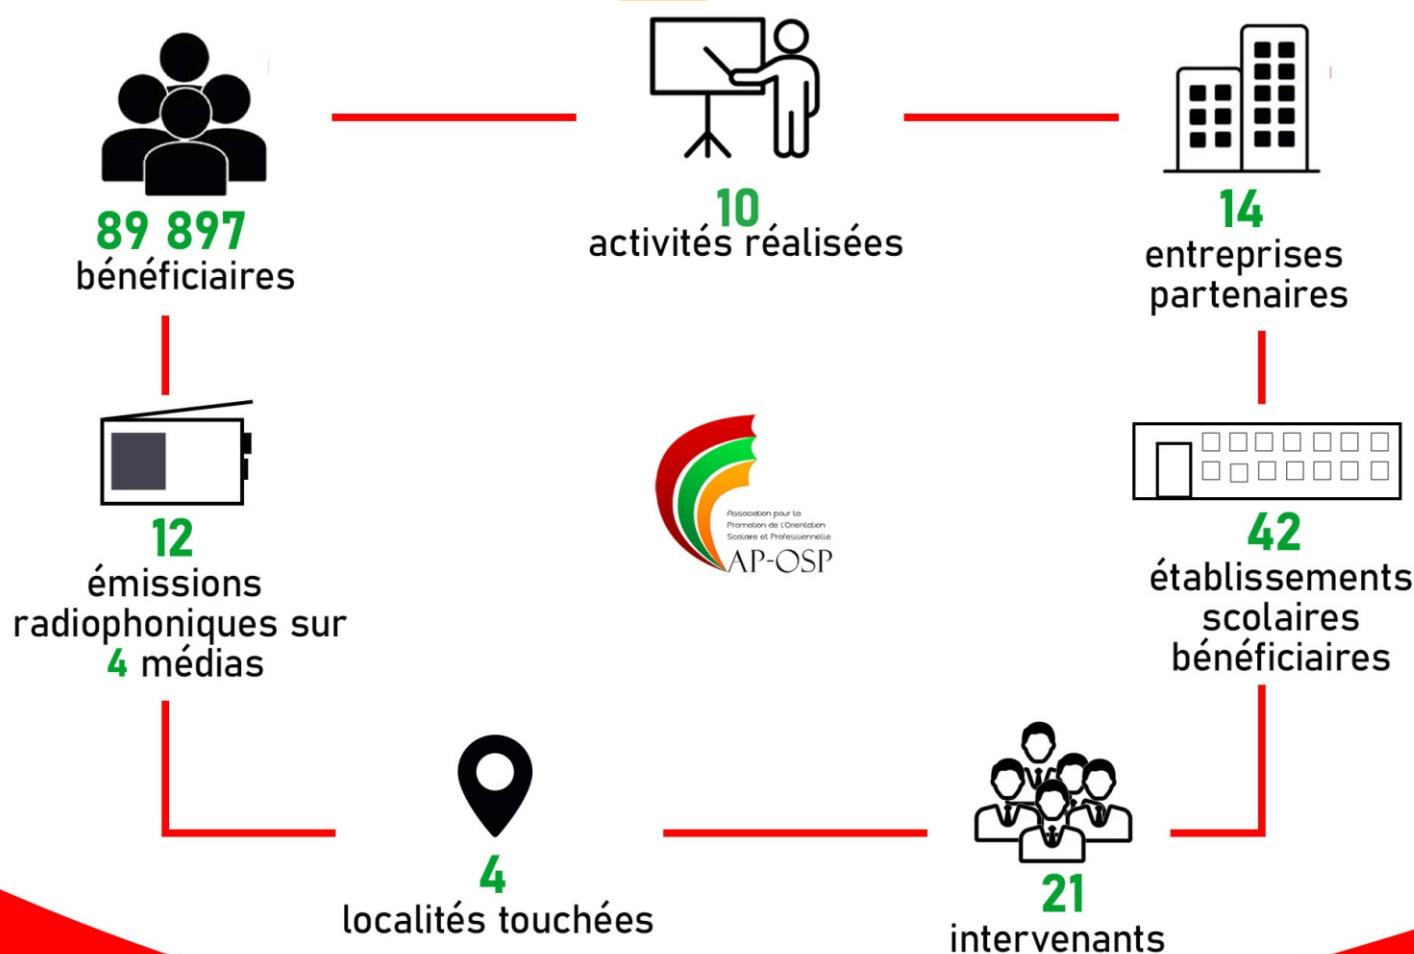 89 897
bénéficiaires
10
activités réalisées
14
entreprises
partenaires
12
émissions
radiophoniques sur
4 médias
Association pour la
Promotion de l'Orientation
Scolaire et Professionnelle
AP-OSP
42
établissements
scolaires
bénéficiaires
4
localités touchées
21
intervenants